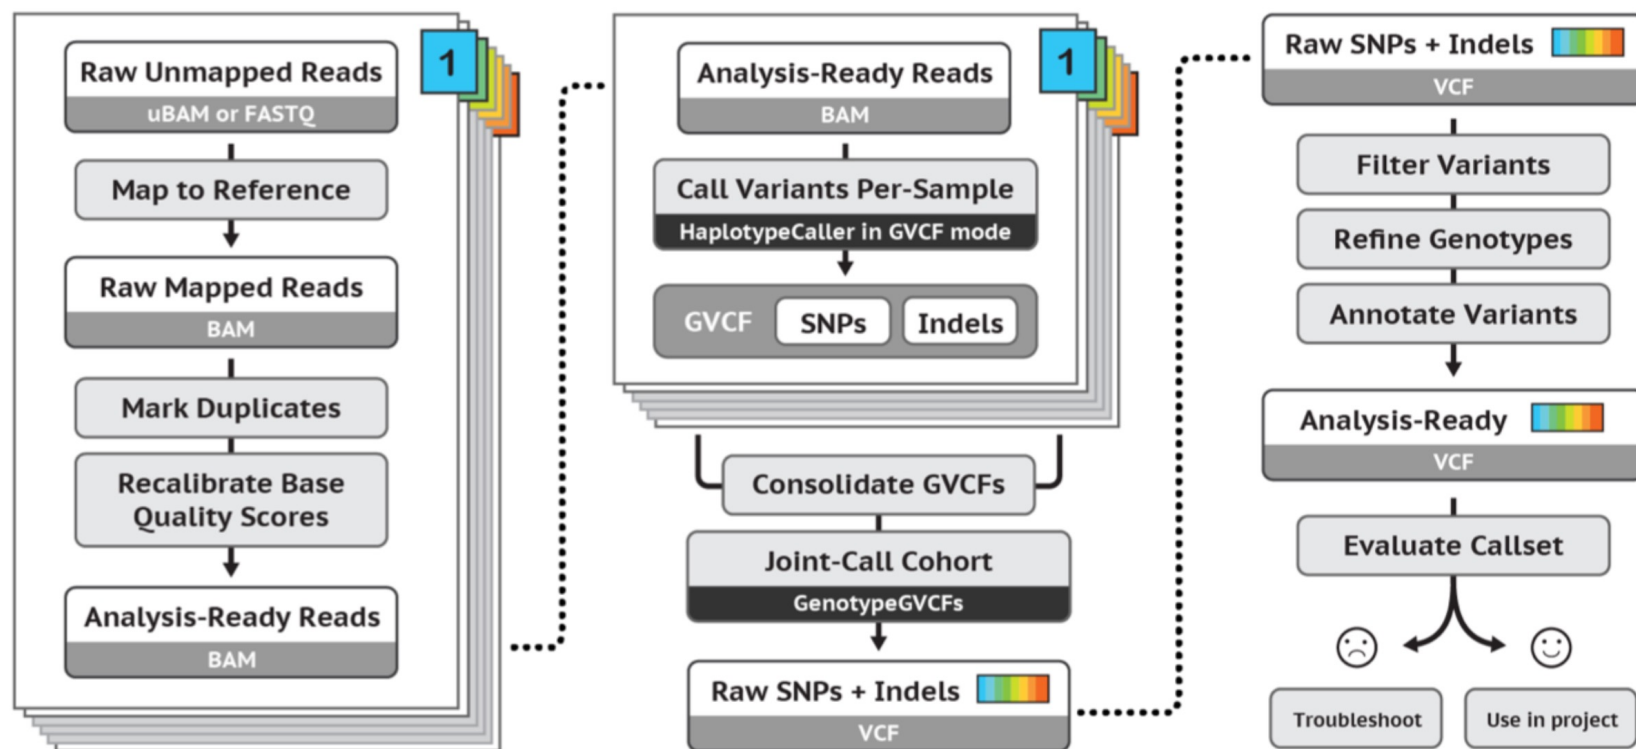 1
Raw Unmapped Reads
uBAM or FASTQ
Map to Reference
Raw Mapped Reads
BAM
Mark Duplicates
Recalibrate Base
Quality Scores
Analysis-Ready Reads
BAM
1
Analysis-Ready Reads
BAM
Call Variants Per-Sample
HaplotypeCaller in GVCF mode
GVCF SNPs Indels
Consolidate GVCFs
Joint-Call Cohort
GenotypeGVCFs
Raw SNPs + Indels
VCF
Raw SNPs + Indels
VCF
Filter Variants
Refine Genotypes
Annotate Variants
Analysis-Ready
VCF
Evaluate Callset
Troubleshoot
Use in project